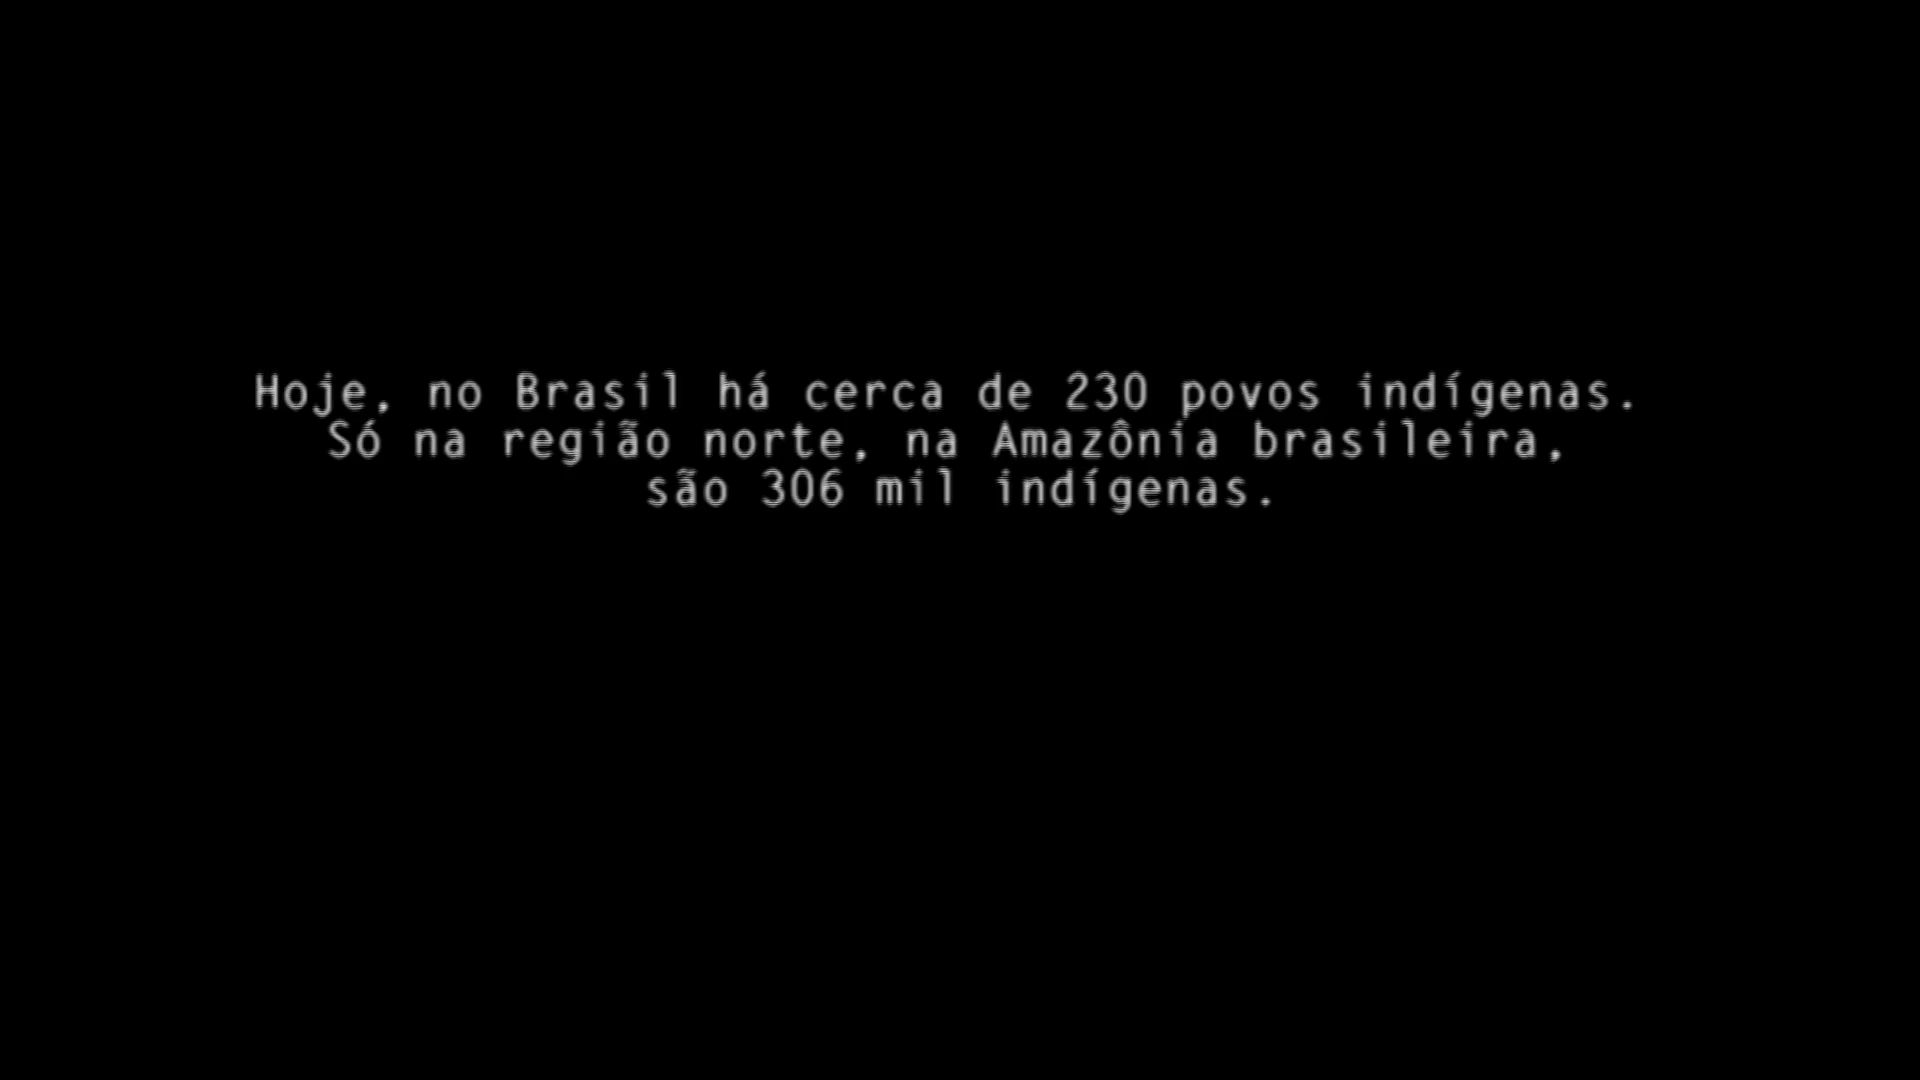 Hoje, no Brasil há cerca de 230 povos indígenas.
Só na região norte, na Amazônia brasileira,
são 306 mil indígenas.